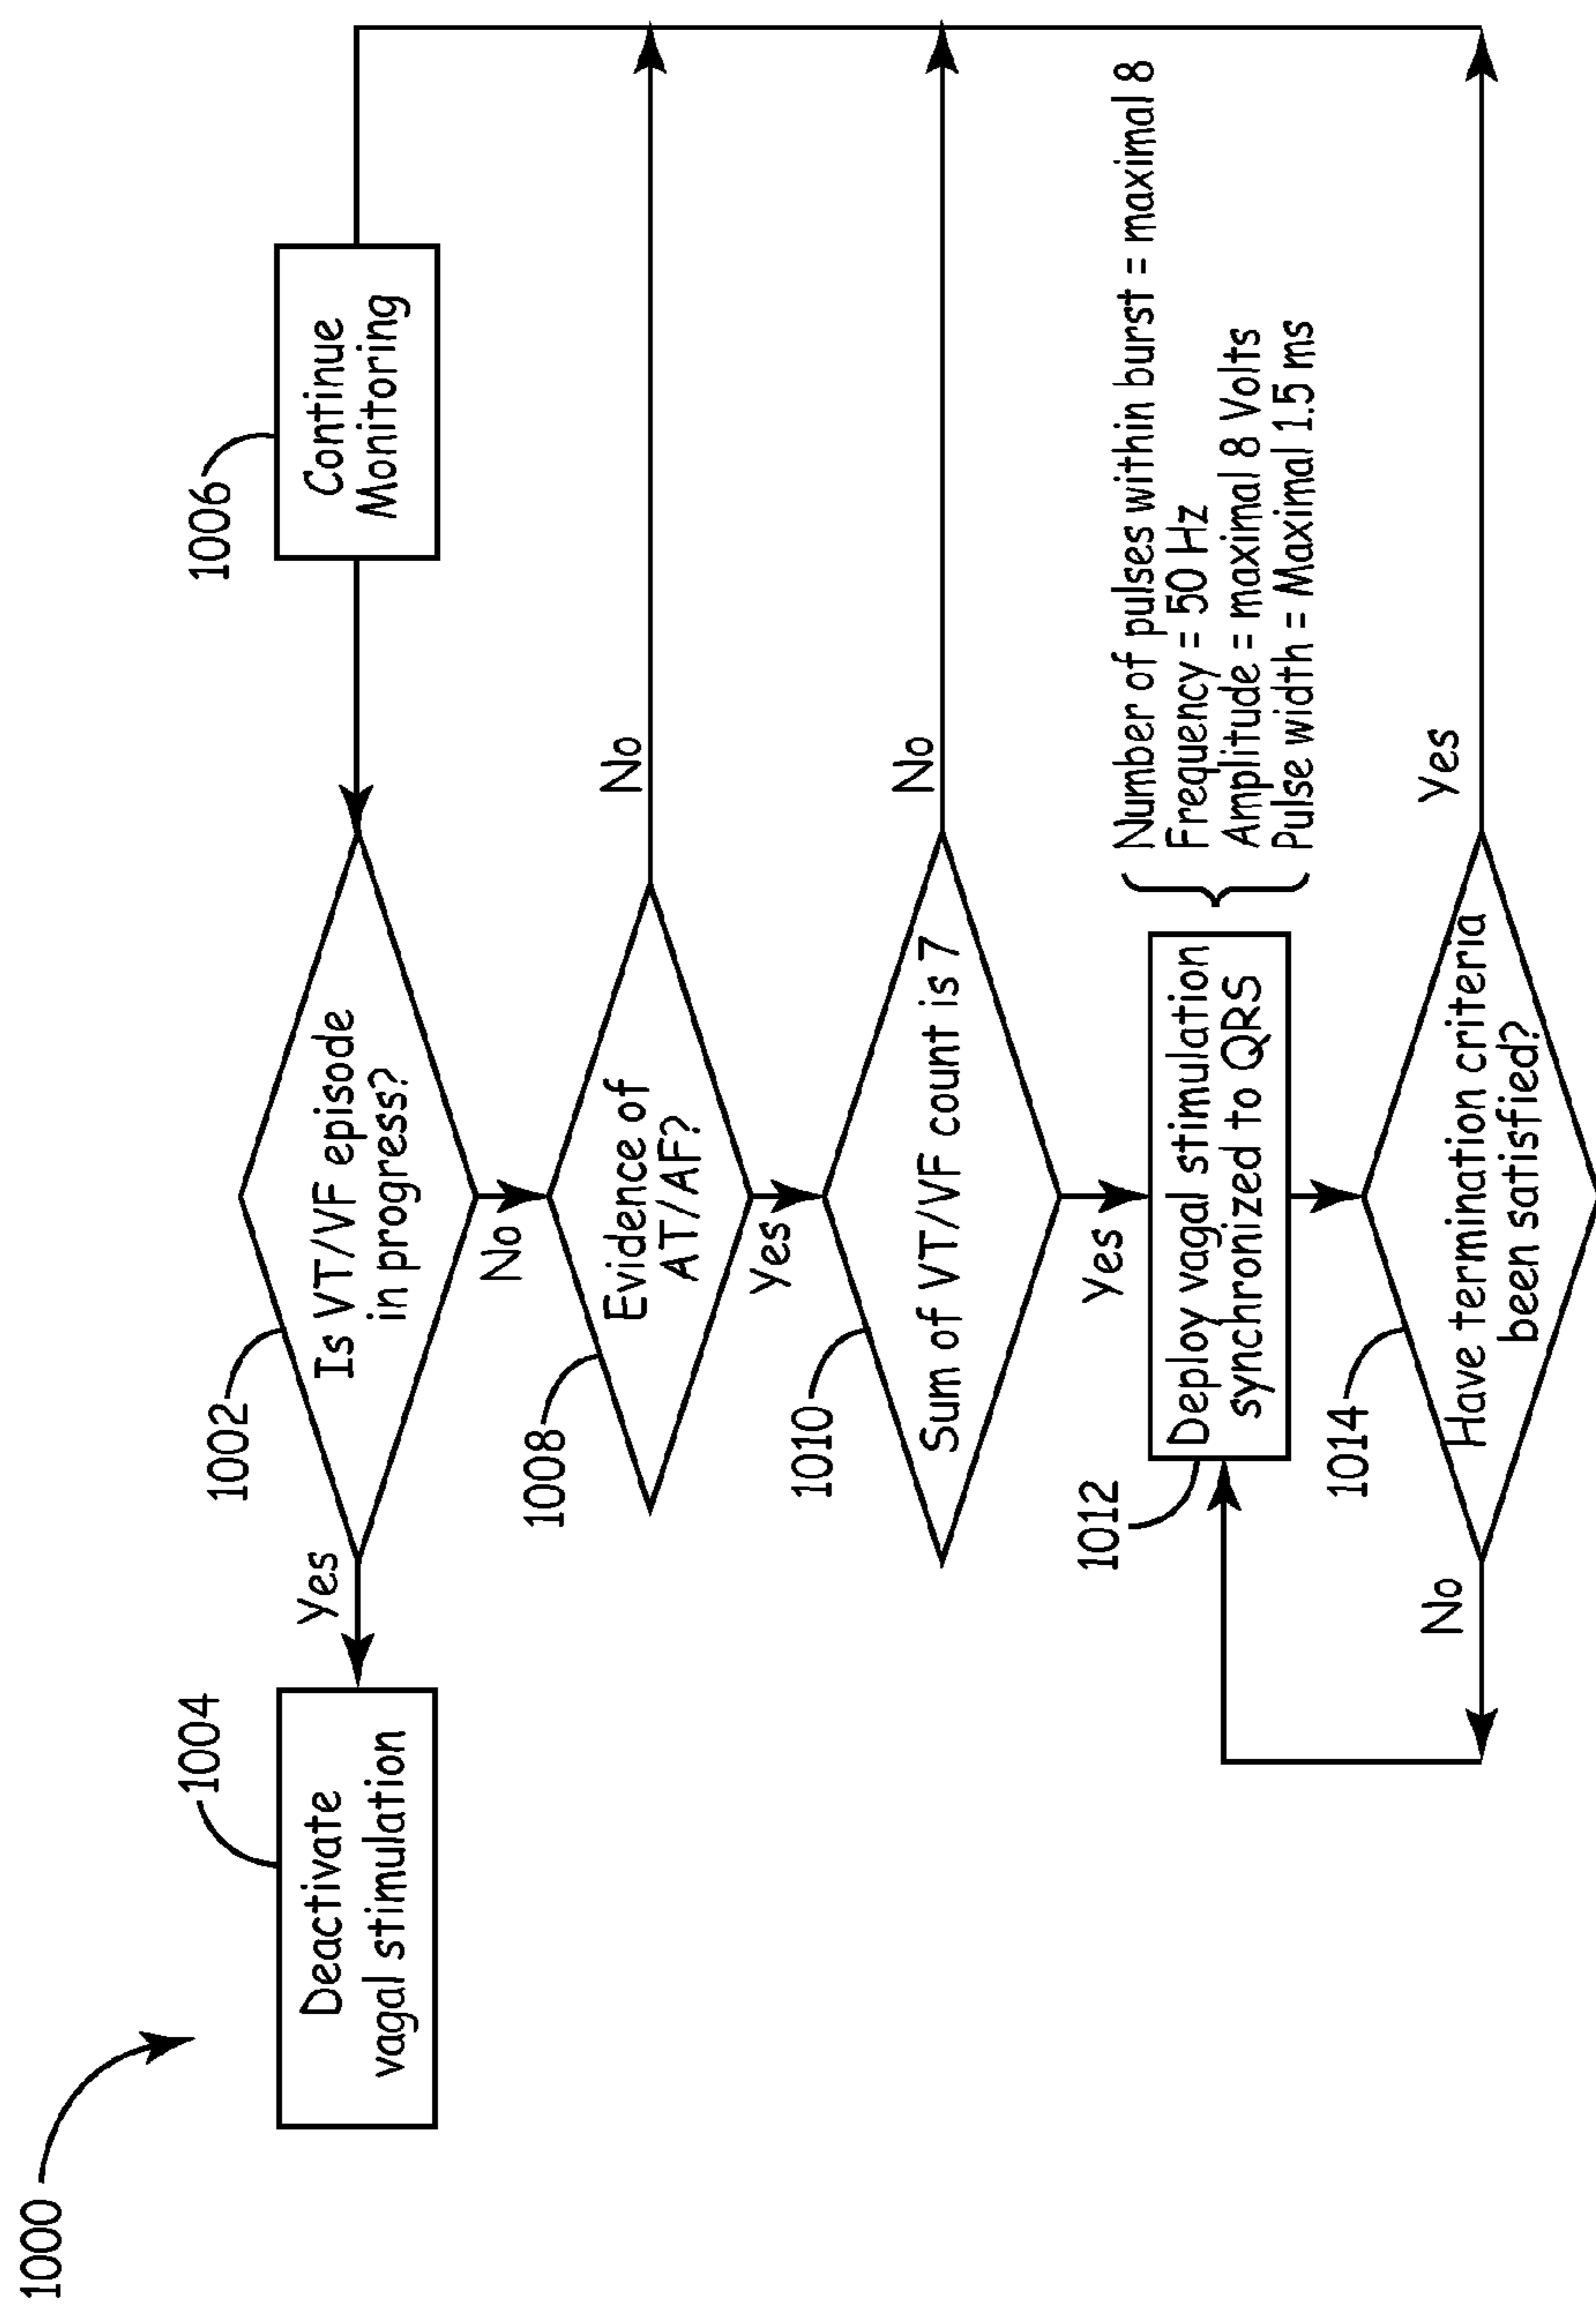 1000
1004
Deactivate
vagal stimulation
Yes
1002
Is VT/VF episode
in progress?
1006
Continue
Monitoring
No
1008
Evidence of
AT/AF?
No
Yes
1010
Sum of VT/VF count is 7
No
Yes
1012
Deploy vagal stimulation
synchronized to QRS
Number of pulses within burst = maximal 8
Frequency = 50 Hz
Amplitude = maximal 8 Volts
Pulse width = Maximal 1.5 ms
1014
Have termination criteria
been satisfied?
No
Yes